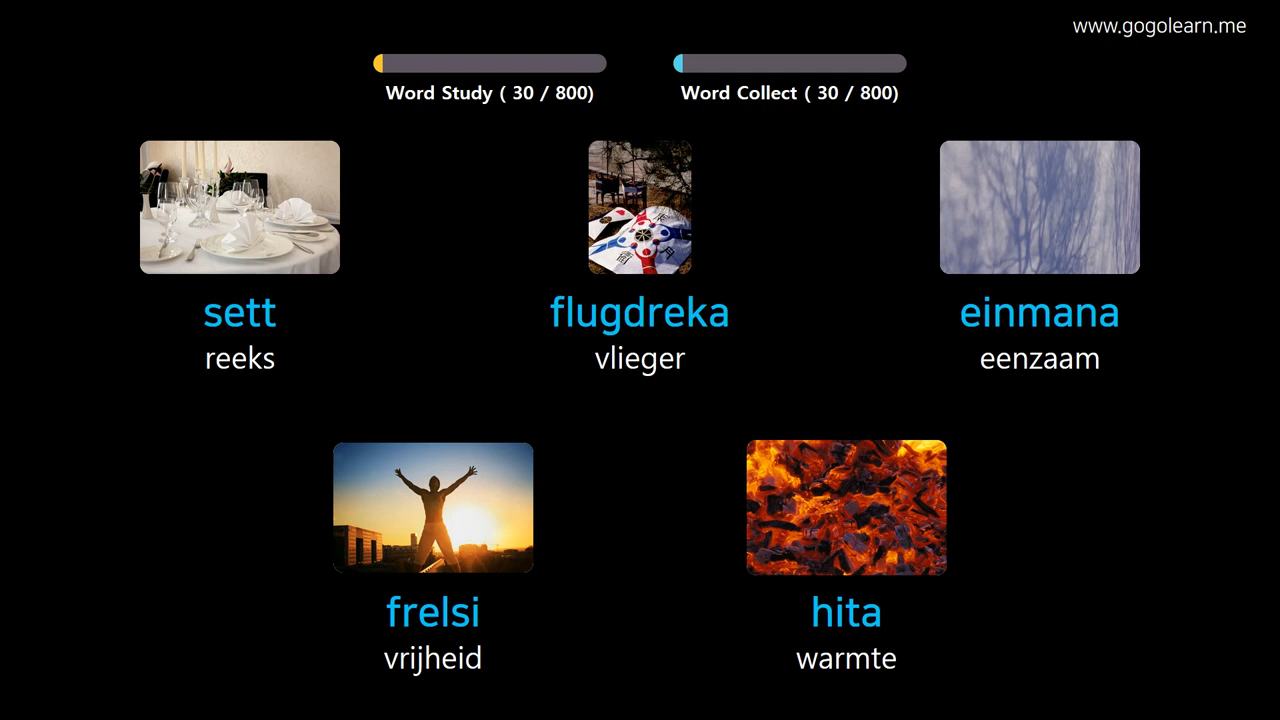 www.gogolearn.me
Word Study ( 30 / 800)
Word Collect ( 30 / 800)
sett
reeks
flugdreka
vlieger
einmana
eenzaam
frelsi
vrijheid
hita
warmte